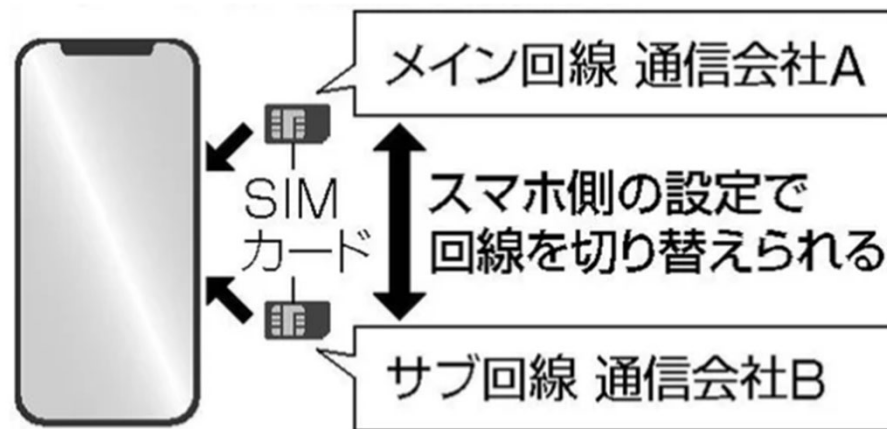 メイン回線 通信会社A
SIM
カード
スマホ側の設定で
回線を切り替えられる
サブ回線 通信会社B